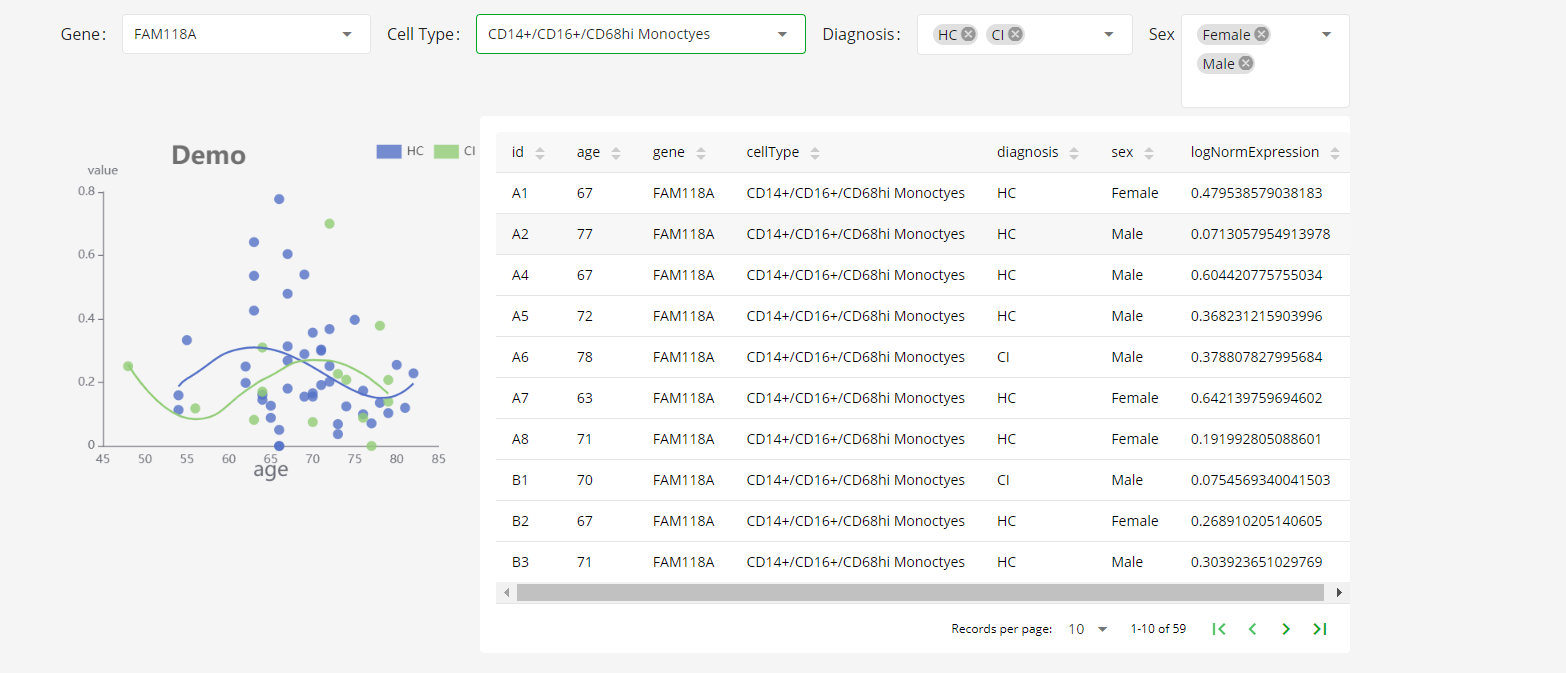 Gene: FAM118A Cell Type: CD14+/CD16+/CD68hi Monoctyes Diagnosis: HC CI Sex Female
Male
Demo
HC CI
value
0.8
0.6
0.4
0.2
0
45 50 55 60 65 70 75 80 85
age
id age gene cellType diagnosis sex logNormExpression
A1 67 FAM118A CD14+/CD16+/CD68hi Monoctyes HC Female 0.479538579038183
A2 77 FAM118A CD14+/CD16+/CD68hi Monoctyes HC Male 0.0713057954913978
A4 67 FAM118A CD14+/CD16+/CD68hi Monoctyes HC Male 0.604420775755034
A5 72 FAM118A CD14+/CD16+/CD68hi Monoctyes HC Male 0.368231215903996
A6 78 FAM118A CD14+/CD16+/CD68hi Monoctyes CI Male 0.378807827995684
A7 63 FAM118A CD14+/CD16+/CD68hi Monoctyes HC Female 0.642139759694602
A8 71 FAM118A CD14+/CD16+/CD68hi Monoctyes HC Female 0.191992805088601
B1 70 FAM118A CD14+/CD16+/CD68hi Monoctyes CI Male 0.0754569340041503
B2 67 FAM118A CD14+/CD16+/CD68hi Monoctyes HC Female 0.268910205140605
B3 71 FAM118A CD14+/CD16+/CD68hi Monoctyes HC Male 0.303923651029769
Records per page: 10 1-10 of 59